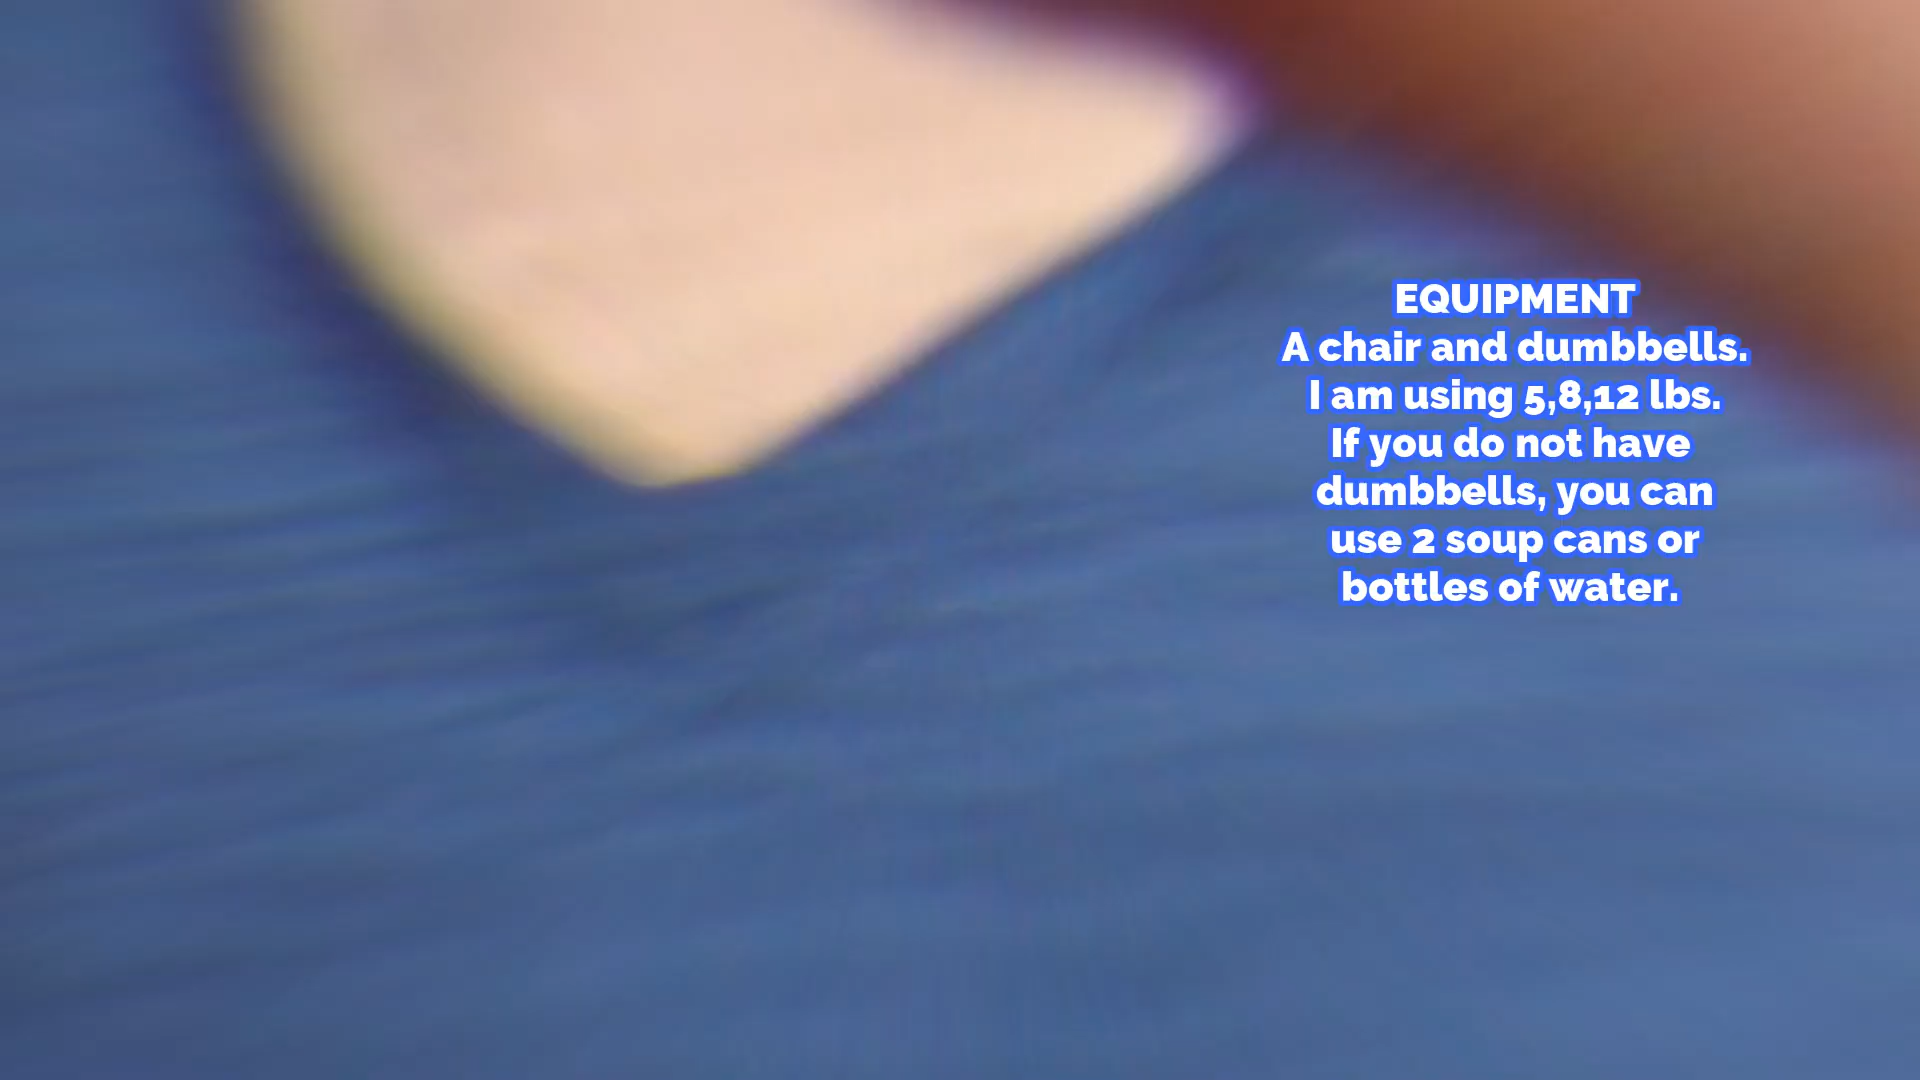 EQUIPMENT
A chair and dumbbells.
I am using 5,8,12 lbs.
If you do not have
dumbbells, you can
use 2 soup cans or
bottles of water.